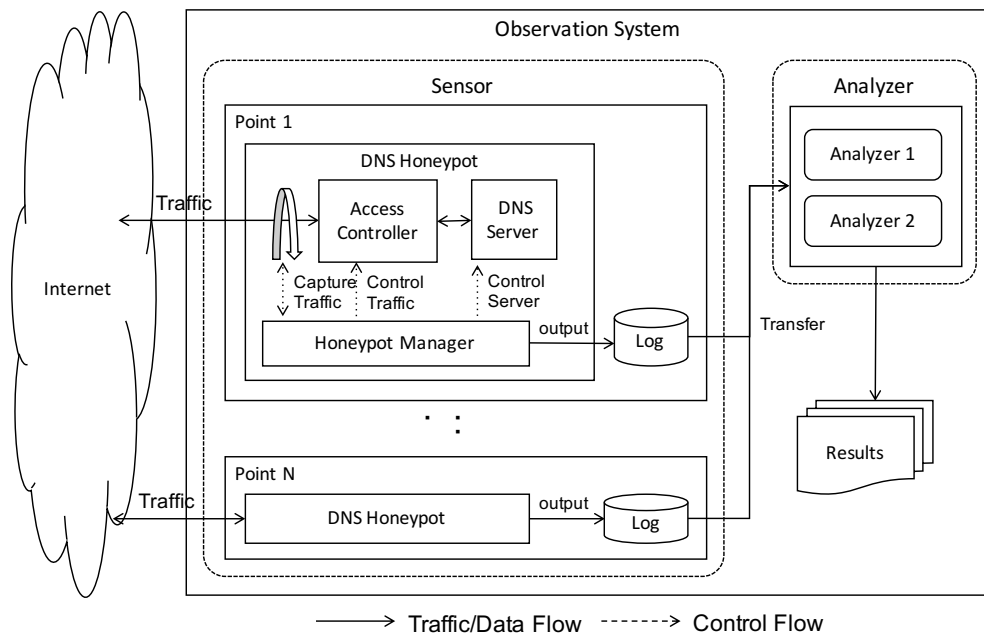 Observation System
Sensor
Analyzer
Point 1
DNS Honeypot
Analyzer 1
Analyzer 2
Traffic
Access
Controller
DNS
Server
Internet
Capture
Traffic
Control
Traffic
Control
Server
Honeypot Manager
output
Log
Transfer
Results
Point N
Traffic
DNS Honeypot
output
Log
Traffic/Data Flow
Control Flow